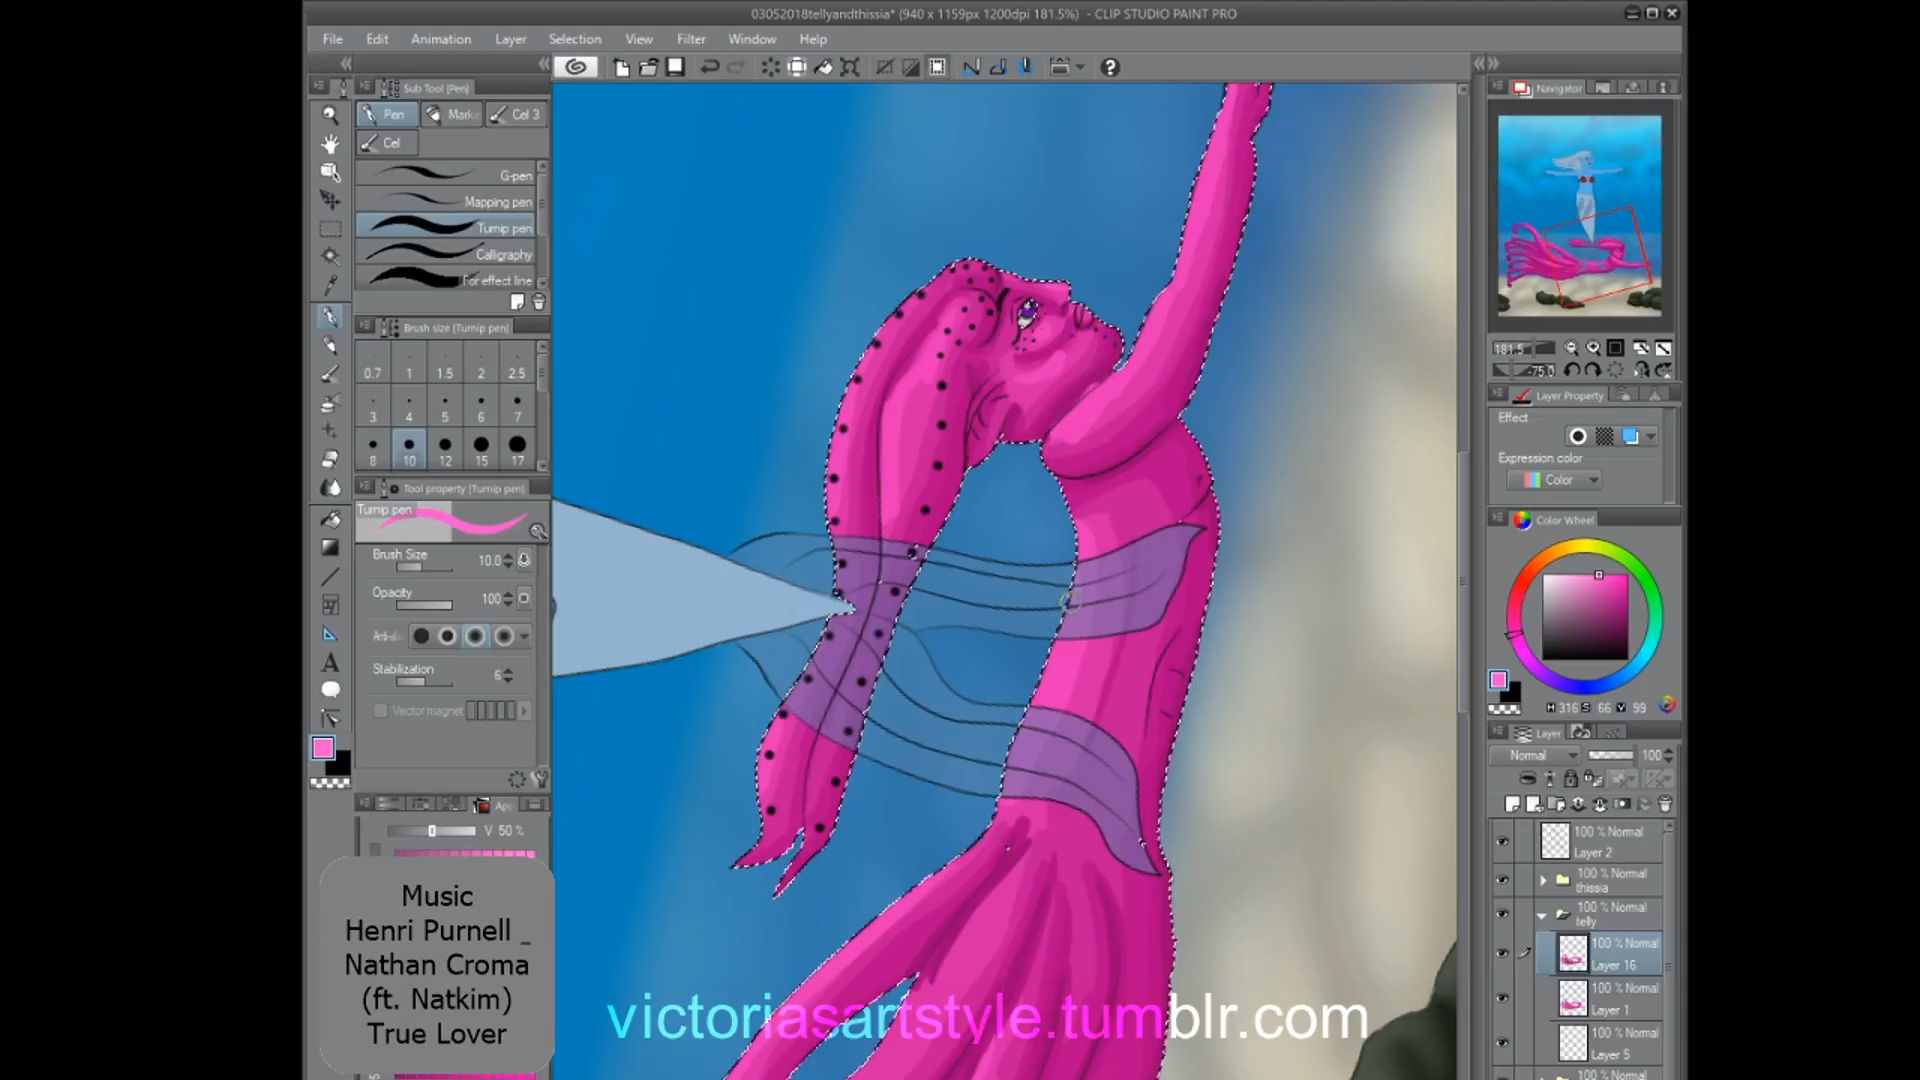 03052018tellyandthissia* (940 x 1159px 1200dpi 181.5%) - CLIP STUDIO PAINT PRO
File Edit Animation Layer Selection View Filter Window Help
Sub Tool [Pen]
Pen Marke Cel 3
Cel
G-pen
Mapping pen
Turnip pen
Calligraphy
For effect line
Brush size [Turnip pen]
0.7 1 1.5 2 2.5
3 4 5 6 7
8 10 12 15 17
Tool property [Turnip pen]
Turnip pen
Brush Size 10.0
Opacity 100
Anti-al
Stabilization 6
Vector magnet
V 50 %
Music
Henri Purnell _
Nathan Croma
(ft. Natkim)
True Lover
victoriasartstyle.tumblr.com
Navigator
181.5
75.0
Layer Property
Effect
Expression color
Color
Color Wheel
H 316 S 66 V 99
Layer
Normal 100
100 % Normal
Layer 2
100 % Normal
thissia
100 % Normal
telly
100 % Normal
Layer 16
100 % Normal
Layer 1
100 % Normal
Layer 5